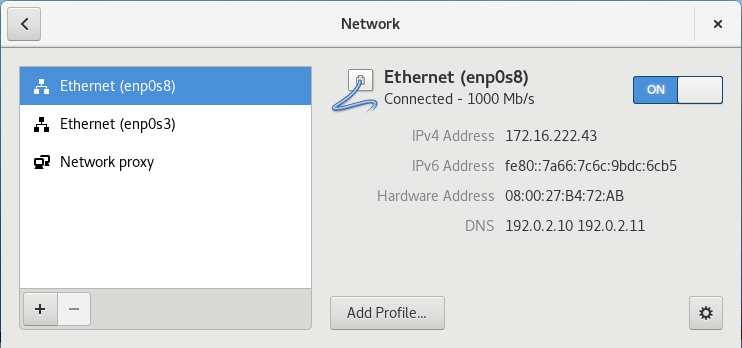 Network
Ethernet (enp0s8)
Ethernet (enp0s3)
Network proxy
Ethernet (enp0s8)
Connected - 1000 Mb/s
ON
IPv4 Address 172.16.222.43
IPv6 Address fe80::7a66:7c6c:9bdc:6cb5
Hardware Address 08:00:27:B4:72:AB
DNS 192.0.2.10 192.0.2.11
Add Profile...